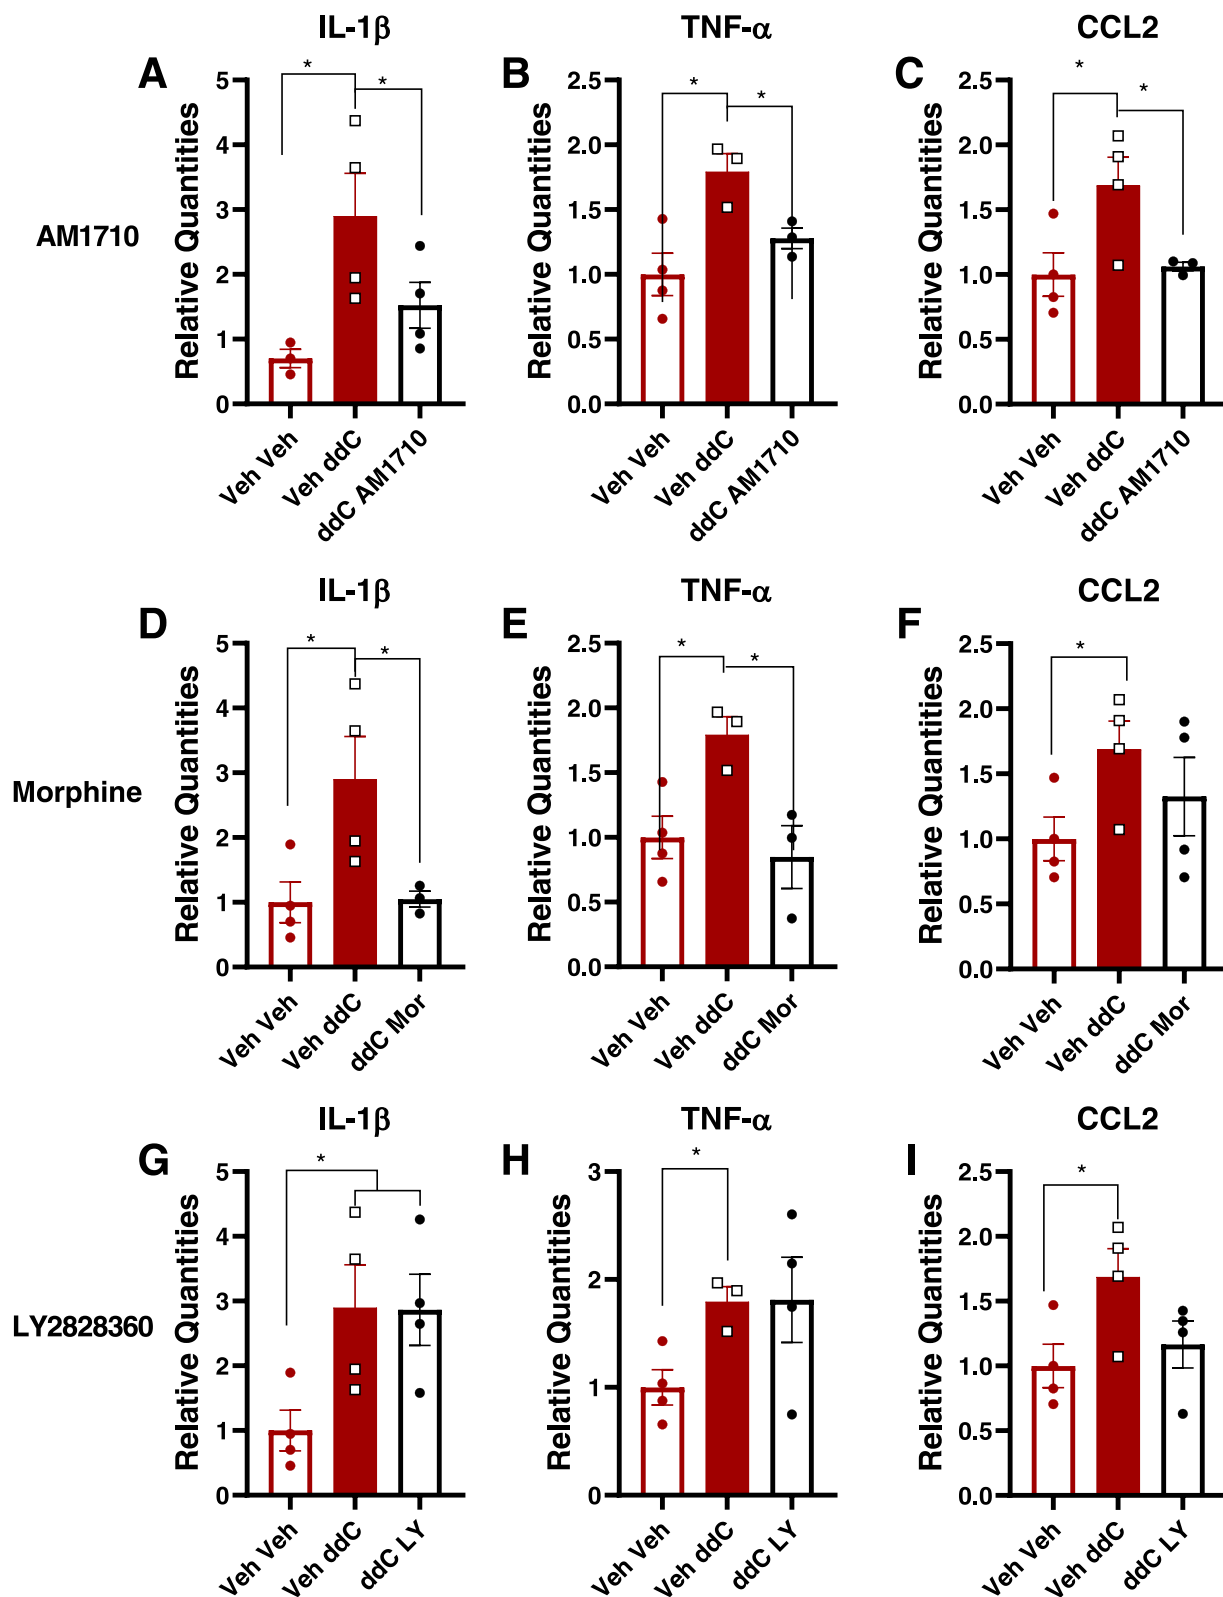 IL-1β TNF-α CCL2
A B C
* * * * * *
AM1710
Relative Quantities Relative Quantities Relative Quantities
5 4 3 2 1 0
2.5 2.0 1.5 1.0 0.5 0.0
2.5 2.0 1.5 1.0 0.5 0.0
Veh Veh Veh ddC ddC AM1710
Veh Veh Veh ddC ddC AM1710
Veh Veh Veh ddC ddC AM1710
IL-1β TNF-α CCL2
D E F
* * * * *
Morphine
Relative Quantities Relative Quantities Relative Quantities
5 4 3 2 1 0
2.5 2.0 1.5 1.0 0.5 0.0
2.5 2.0 1.5 1.0 0.5 0.0
Veh Veh Veh ddC ddC Mor
Veh Veh Veh ddC ddC Mor
Veh Veh Veh ddC ddC Mor
IL-1β TNF-α CCL2
G H I
* * *
LY2828360
Relative Quantities Relative Quantities Relative Quantities
5 4 3 2 1 0
3 2 1 0
2.5 2.0 1.5 1.0 0.5 0.0
Veh Veh Veh ddC ddC LY
Veh Veh Veh ddC ddC LY
Veh Veh Veh ddC ddC LY